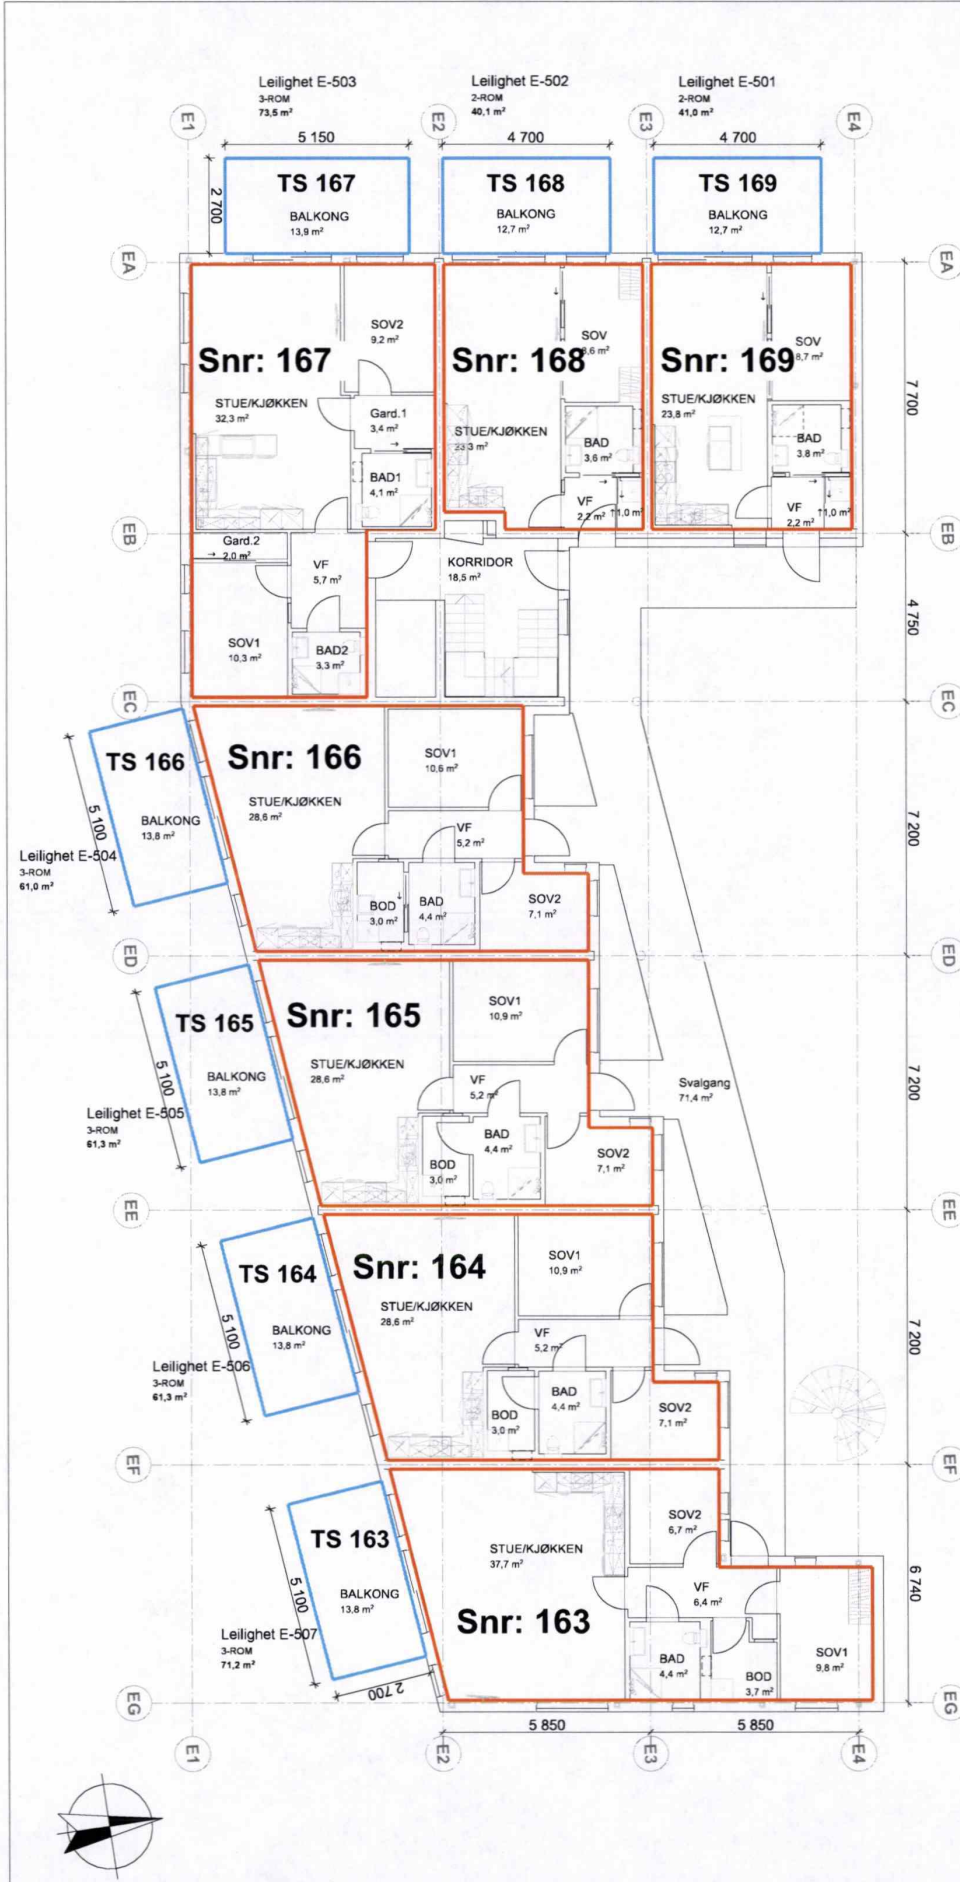 Leilighet E-503
3-ROM
73,5 m²
Leilighet E-502
2-ROM
40,1 m²
Leilighet E-501
2-ROM
41,0 m²
E1
E2
E3
E4
5 150
4 700
4 700
2 700
TS 167
BALKONG
13,9 m²
TS 168
BALKONG
12,7 m²
TS 169
BALKONG
12,7 m²
EA
EA
SOV2
9,2 m²
SOV
SOV
8,7 m²
Snr: 167
Snr: 168
Snr: 169
7 700
STUE/KJØKKEN
32,3 m²
Gard.1
3,4 m²
STUE/KJØKKEN
23,3 m²
STUE/KJØKKEN
23,8 m²
BAD
3,6 m²
BAD
3,8 m²
BAD1
4,1 m²
VF
2,2 m²
1,0 m²
VF
2,2 m²
1,0 m²
EB
EB
Gard.2
2,0 m²
VF
5,7 m²
KORRIDOR
18,5 m²
4 750
SOV1
10,3 m²
BAD2
3,3 m²
EC
EC
TS 166
BALKONG
13,8 m²
5 100
Snr: 166
SOV1
10,6 m²
STUE/KJØKKEN
28,6 m²
VF
5,2 m²
7 200
Leilighet E-504
3-ROM
61,0 m²
BOD
3,0 m²
BAD
4,4 m²
SOV2
7,1 m²
ED
ED
TS 165
BALKONG
13,8 m²
5 100
Snr: 165
SOV1
10,9 m²
STUE/KJØKKEN
28,6 m²
VF
5,2 m²
Svalgang
71,4 m²
7 200
Leilighet E-505
3-ROM
61,3 m²
BOD
3,0 m²
BAD
4,4 m²
SOV2
7,1 m²
EE
EE
TS 164
BALKONG
13,8 m²
5 100
Snr: 164
SOV1
10,9 m²
STUE/KJØKKEN
28,6 m²
VF
5,2 m²
7 200
Leilighet E-506
3-ROM
61,3 m²
BOD
3,0 m²
BAD
4,4 m²
SOV2
7,1 m²
EF
EF
TS 163
BALKONG
13,8 m²
5 100
2 700
STUE/KJØKKEN
37,7 m²
SOV2
6,7 m²
VF
6,4 m²
6 740
Snr: 163
Leilighet E-507
3-ROM
71,2 m²
BAD
4,4 m²
BOD
3,7 m²
SOV1
9,8 m²
EG
EG
5 850
5 850
E1
E2
E3
E4